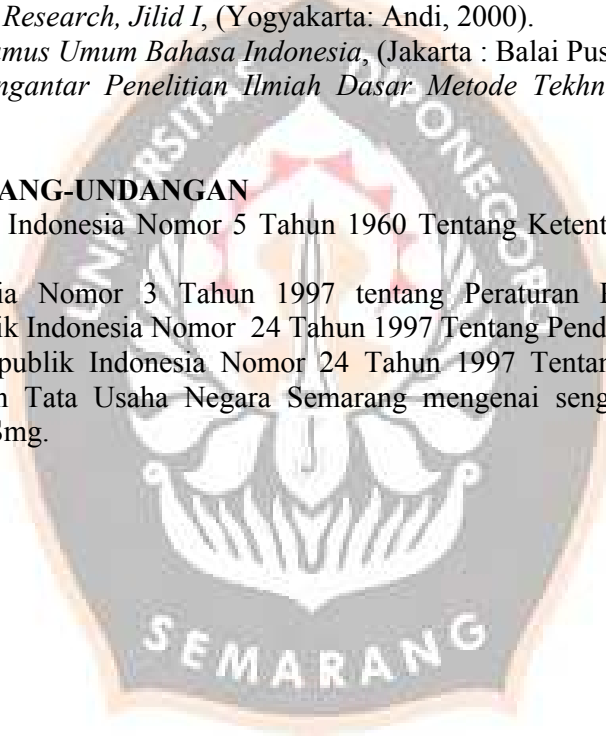 Research, Jilid I, (Yogyakarta: Andi, 2000).
amus Umum Bahasa Indonesia, (Jakarta : Balai Pus
ngantar Penelitian Ilmiah Dasar Metode Tekhn
ANG-UNDANGAN
Indonesia Nomor 5 Tahun 1960 Tentang Ketent
ia Nomor 3 Tahun 1997 tentang Peraturan
ik Indonesia Nomor 24 Tahun 1997 Tentang Pend
publik Indonesia Nomor 24 Tahun 1997 Tentan
n Tata Usaha Negara Semarang mengenai seng
Smg.
UNIVERSITAS DIPONEGORO
SEMARANG